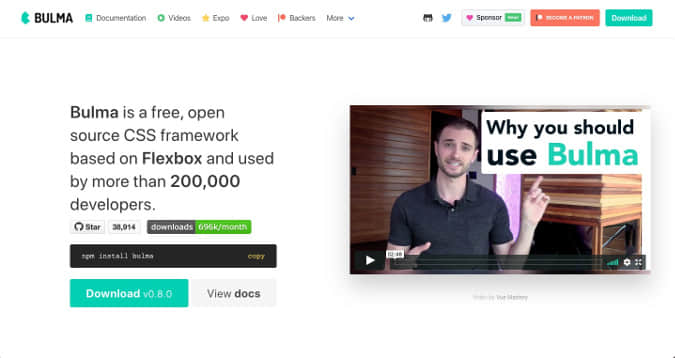 BULMA Documentation Videos Expo Love Backers More Sponsor New! BECOME A PATRON Download
Bulma is a free, open
source CSS framework
based on Flexbox and used
by more than 200,000
developers.
Star 38,914 downloads 696k/month
npm install bulma copy
Download v0.8.0 View docs
Why you should
use Bulma
02:48
Video by Vue Mastery